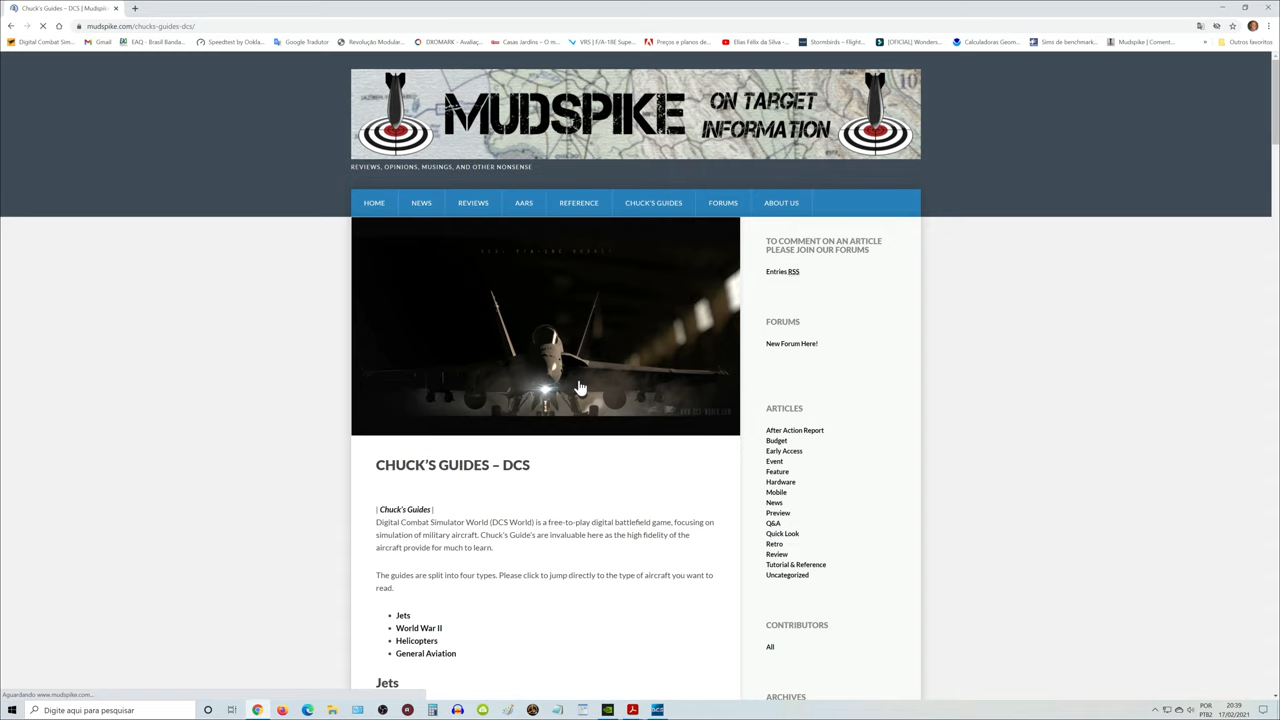 Chuck's Guides – DCS | Mudspike
mudspike.com/chucks-guides-dcs/
Digital Combat Sim... Gmail EAQ - Brasil Banda... Speedtest by Ookla... Google Tradutor Revolução Modular... DXOMARK - Avaliaç... Casas Jardins – O m... VRS | F/A-18E Supe... Preços e planos de... Elias Félix da Silva -... Stormbirds – Flight... [OFICIAL] Wonders... Calculadoras Geom... Sims de benchmark... Mudspike | Coment... » Outros favoritos
MUDSPIKE ON TARGET
INFORMATION
10
REVIEWS, OPINIONS, MUSINGS, AND OTHER NONSENSE
HOME NEWS REVIEWS AARS REFERENCE CHUCK'S GUIDES FORUMS ABOUT US
TO COMMENT ON AN ARTICLE
PLEASE JOIN OUR FORUMS
Entries RSS
FORUMS
New Forum Here!
ARTICLES
After Action Report
Budget
Early Access
Event
Feature
Hardware
Mobile
News
Preview
Q&A
Quick Look
Retro
Review
Tutorial & Reference
Uncategorized
CONTRIBUTORS
All
ARCHIVES
CHUCK'S GUIDES – DCS
| Chuck's Guides |
Digital Combat Simulator World (DCS World) is a free-to-play digital battlefield game, focusing on
simulation of military aircraft. Chuck's Guide's are invaluable here as the high fidelity of the
aircraft provide for much to learn.
The guides are split into four types. Please click to jump directly to the type of aircraft you want to
read.
• Jets
• World War II
• Helicopters
• General Aviation
Jets
Aguardando www.mudspike.com...
Digite aqui para pesquisar
POR
PTB2
20:39
17/02/2021